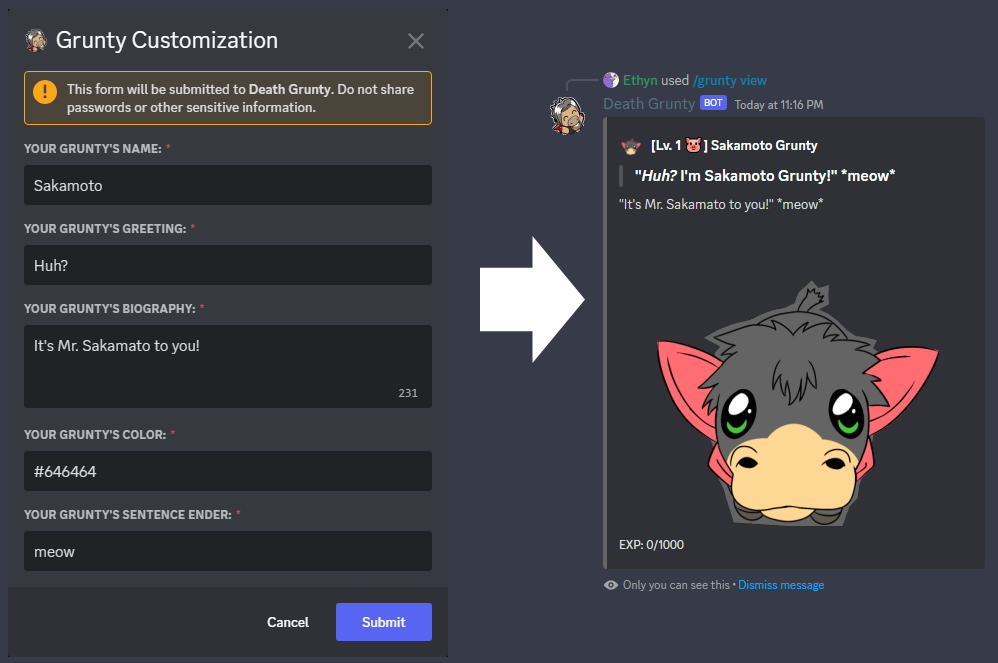 Grunty Customization
This form will be submitted to Death Grunty. Do not share
passwords or other sensitive information.
YOUR GRUNTY'S NAME: *
Sakamoto
YOUR GRUNTY'S GREETING: *
Huh?
YOUR GRUNTY'S BIOGRAPHY: *
It's Mr. Sakamato to you!
231
YOUR GRUNTY'S COLOR: *
#646464
YOUR GRUNTY'S SENTENCE ENDER: *
meow
Cancel
Submit
Ethyn used /grunty view
Death Grunty BOT Today at 11:16 PM
[Lv. 1 🐷] Sakamoto Grunty
"Huh? I'm Sakamoto Grunty!" *meow*
"It's Mr. Sakamato to you!" *meow*
EXP: 0/1000
Only you can see this • Dismiss message